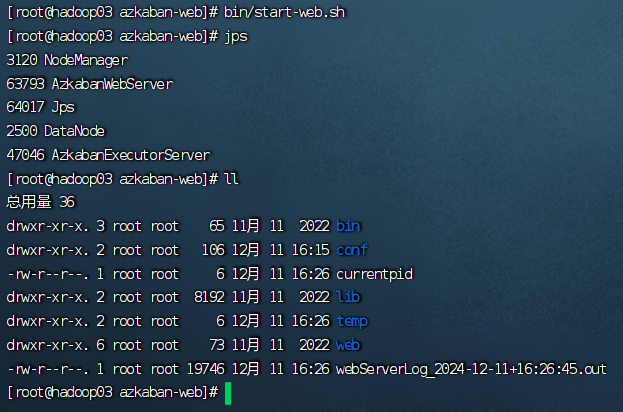 [root@hadoop03 azkaban-web]# bin/start-web.sh
[root@hadoop03 azkaban-web]# jps
3120 NodeManager
63793 AzkabanWebServer
64017 Jps
2500 DataNode
47046 AzkabanExecutorServer
[root@hadoop03 azkaban-web]# ll
总用量 36
drwxr-xr-x. 3 root root    65 11月 11  2022 bin
drwxr-xr-x. 2 root root   106 12月 11 16:15 conf
-rw-r--r--. 1 root root     6 12月 11 16:26 currentpid
drwxr-xr-x. 2 root root  8192 11月 11  2022 lib
drwxr-xr-x. 2 root root     6 12月 11 16:26 temp
drwxr-xr-x. 6 root root    73 11月 11  2022 web
-rw-r--r--. 1 root root 19746 12月 11 16:26 webServerLog_2024-12-11+16:26:45.out
[root@hadoop03 azkaban-web]#